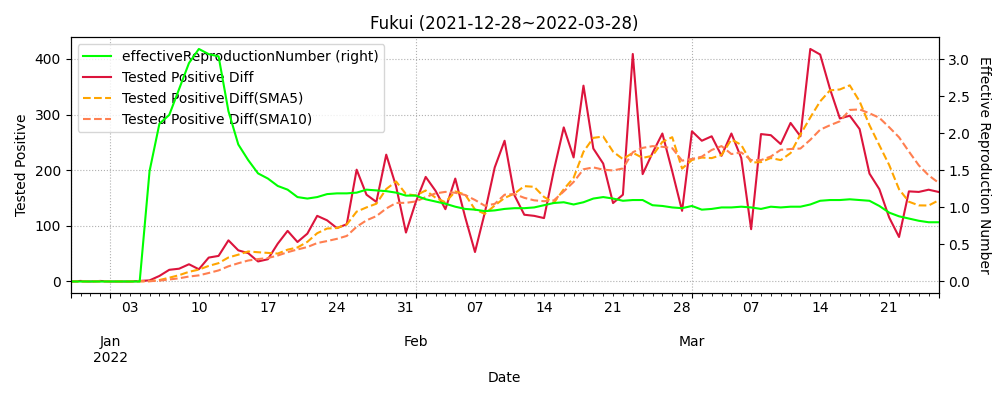 Fukui (2021-12-28~2022-03-28)
effectiveReproductionNumber (right)
Tested Positive Diff
Tested Positive Diff(SMA5)
Tested Positive Diff(SMA10)
Tested Positive
400
300
200
100
0
3.0
2.5
2.0
1.5
1.0
0.5
0.0
Effective Reproduction Number
03 10 17 24 31 07 14 21 28 07 14 21
Jan Feb Mar
2022
Date